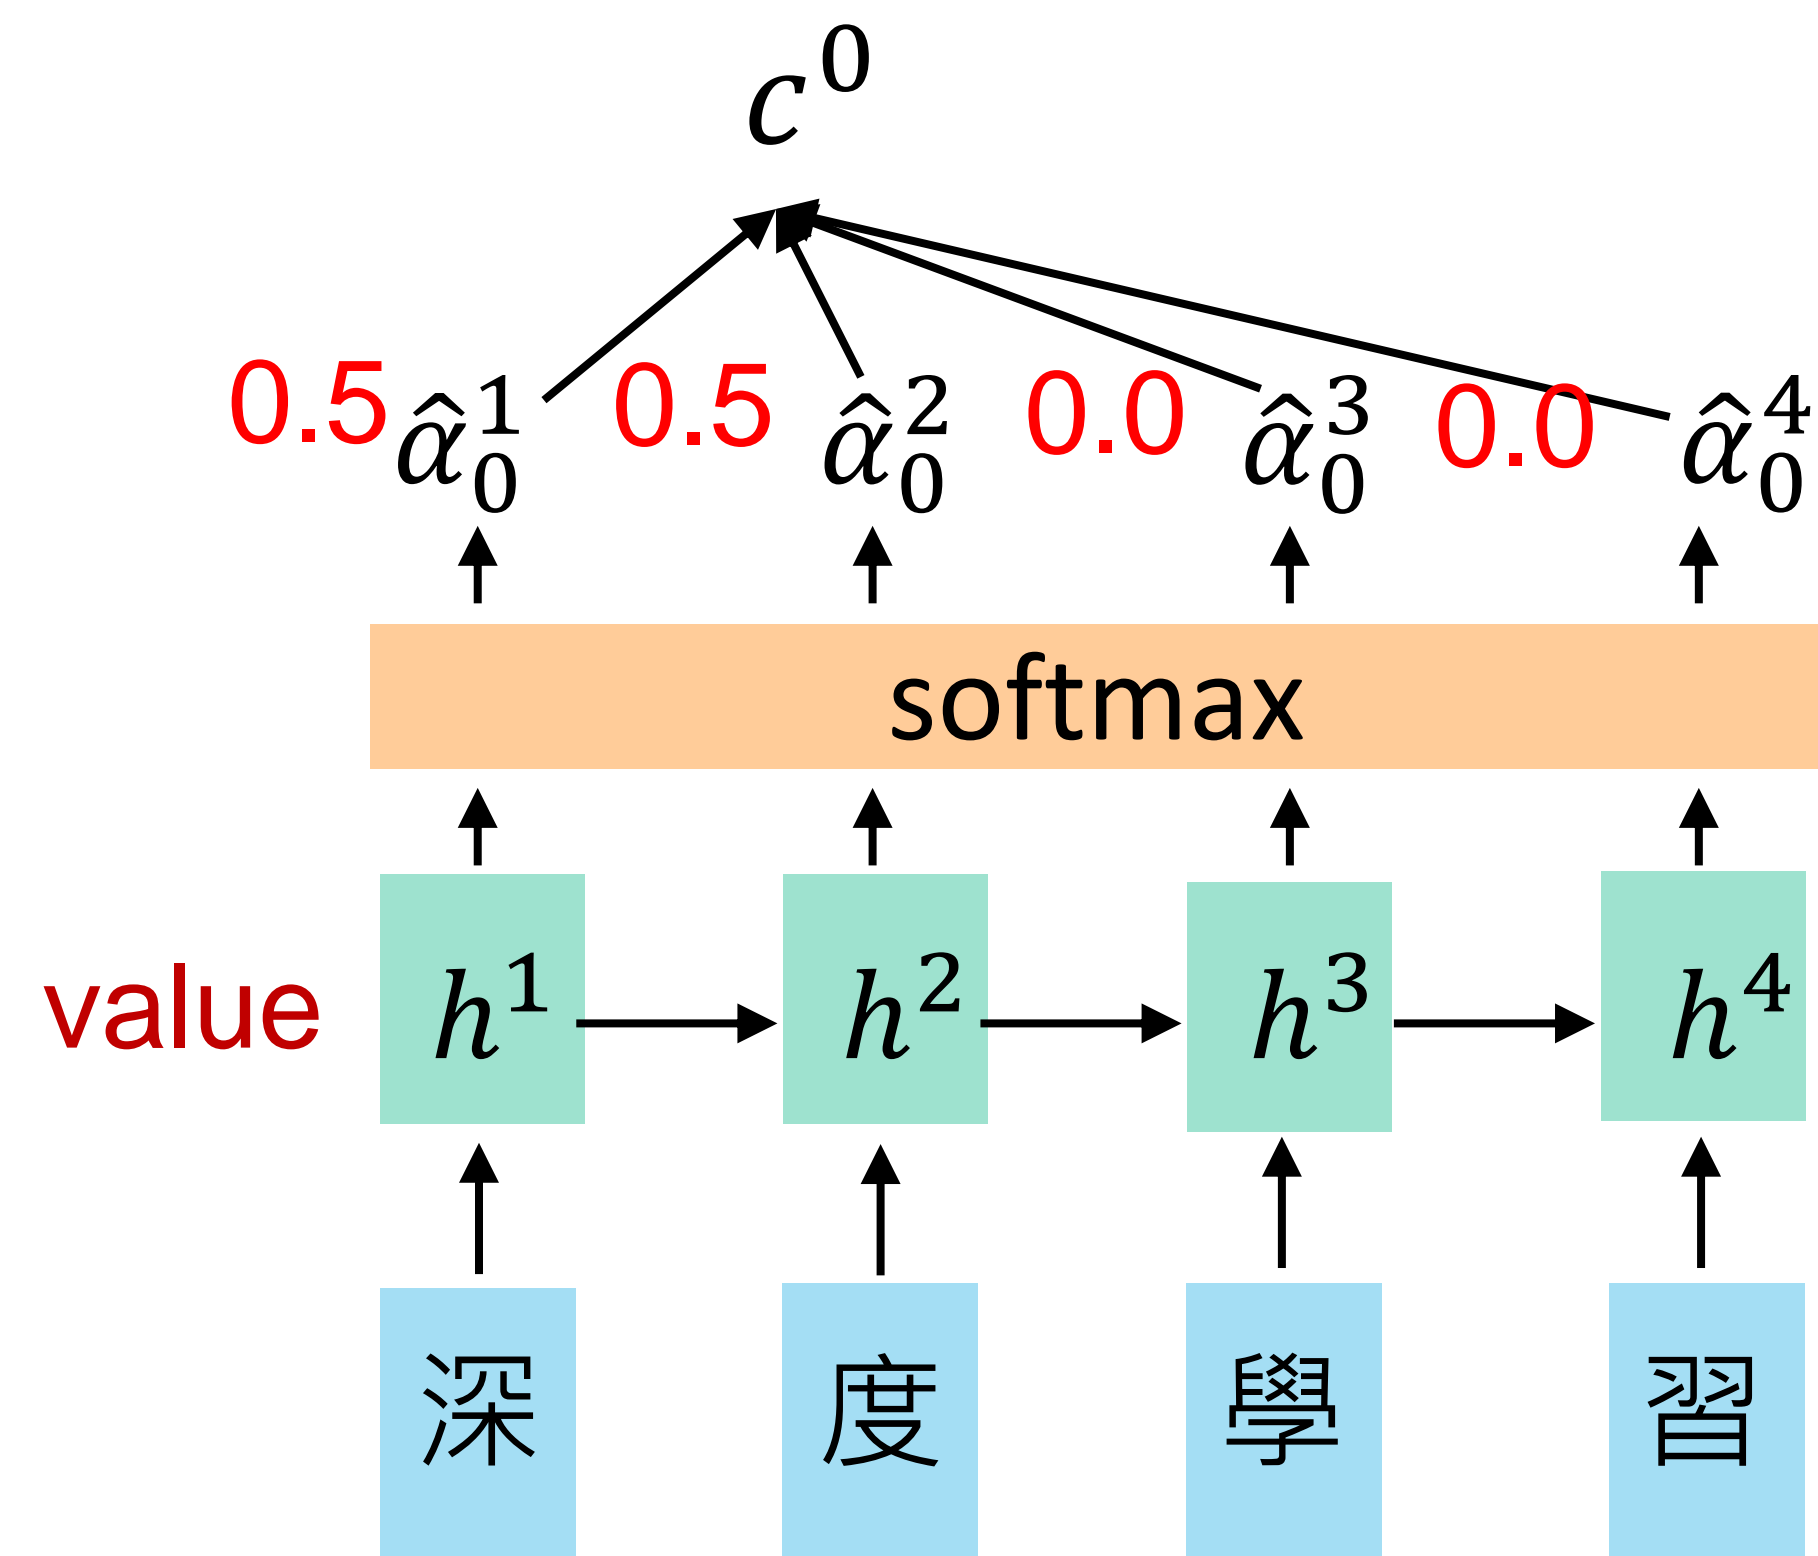 c⁰
0.5 α̂₀¹ 0.5 α̂₀² 0.0 α̂₀³ 0.0 α̂₀⁴
softmax
value h¹ h² h³ h⁴
深 度 學 習